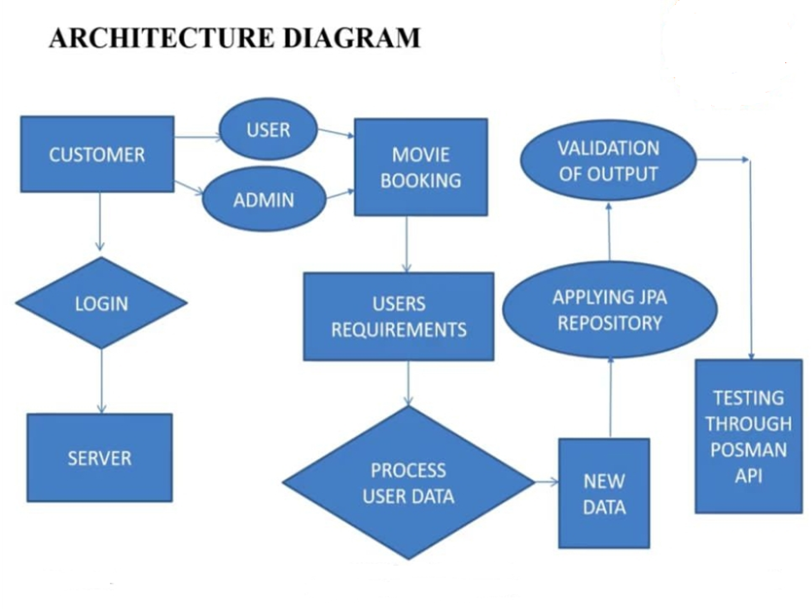 ARCHITECTURE DIAGRAM
CUSTOMER
USER
ADMIN
MOVIE
BOOKING
VALIDATION
OF OUTPUT
LOGIN
USERS
REQUIREMENTS
APPLYING JPA
REPOSITORY
SERVER
PROCESS
USER DATA
NEW
DATA
TESTING
THROUGH
POSMAN
API